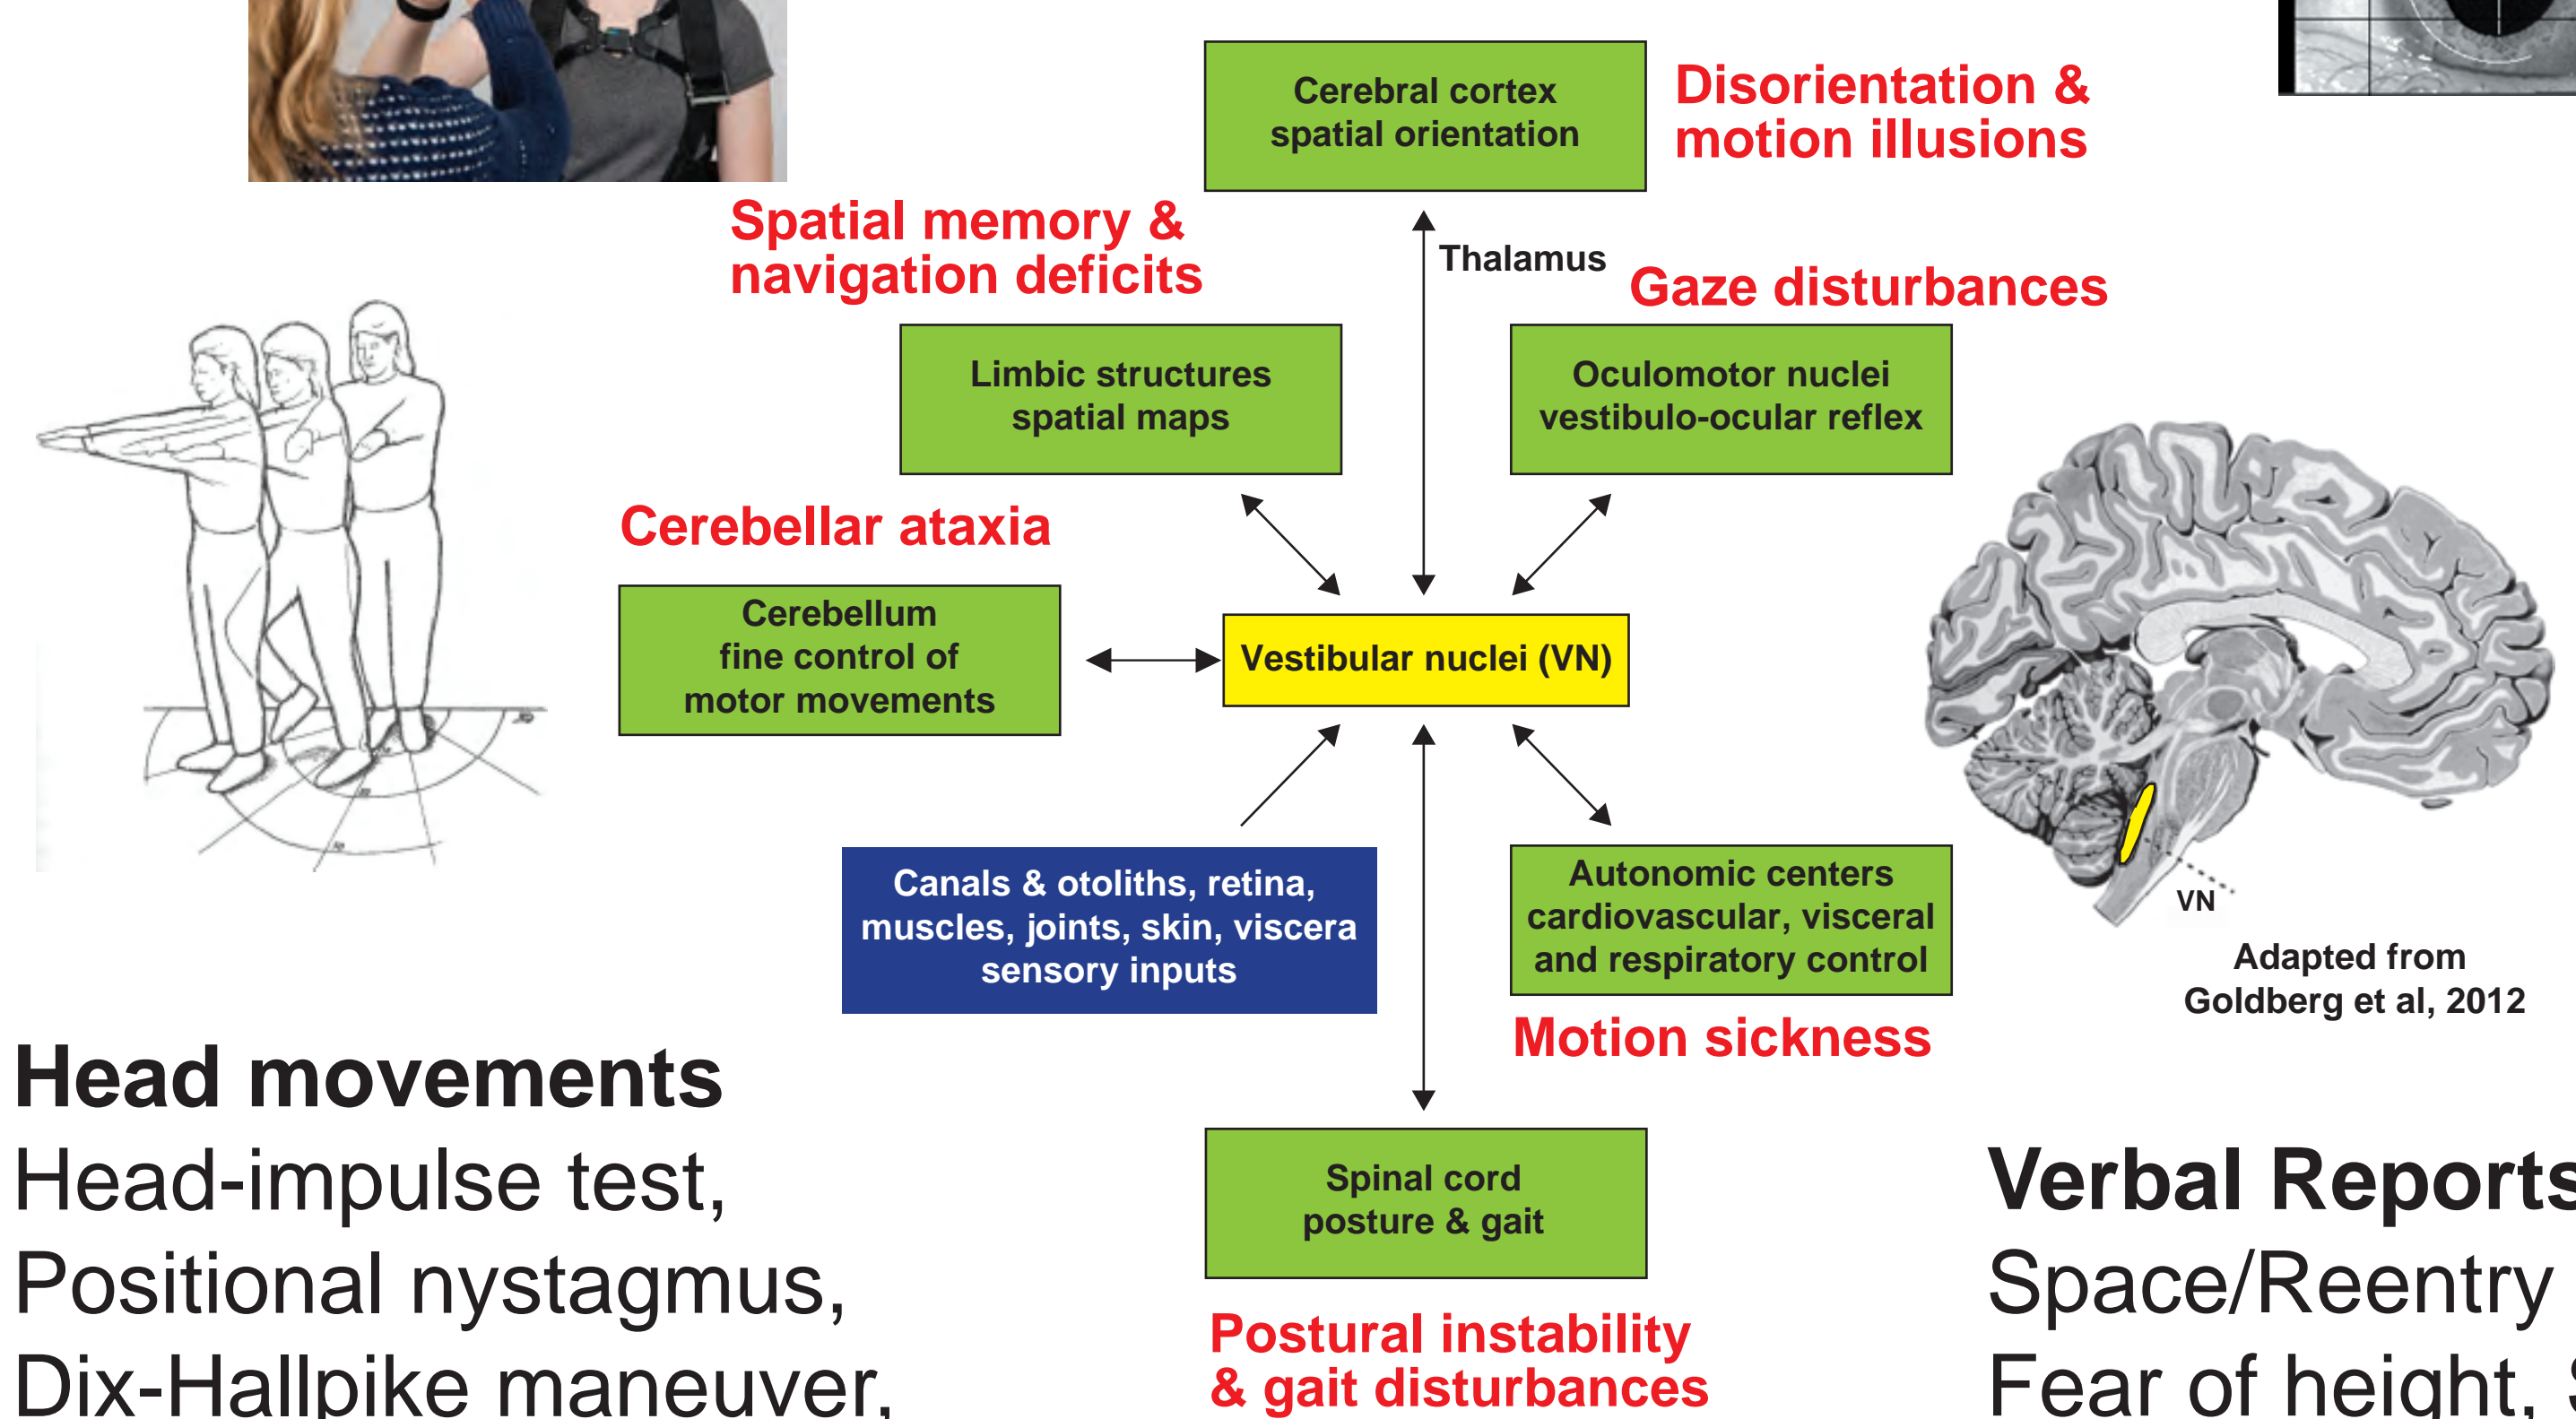 Cerebral cortex
spatial orientation
Disorientation &
motion illusions
Spatial memory &
navigation deficits
Thalamus
Gaze disturbances
Limbic structures
spatial maps
Oculomotor nuclei
vestibulo-ocular reflex
Cerebellar ataxia
Cerebellum
fine control of
motor movements
Vestibular nuclei (VN)
Canals & otoliths, retina,
muscles, joints, skin, viscera
sensory inputs
Autonomic centers
cardiovascular, visceral
and respiratory control
Motion sickness
VN
Adapted from
Goldberg et al, 2012
Spinal cord
posture & gait
Postural instability
& gait disturbances
Head movements
Head-impulse test,
Positional nystagmus,
Dix-Hallpike maneuver,
Verbal Reports
Space/Reentry
Fear of height,